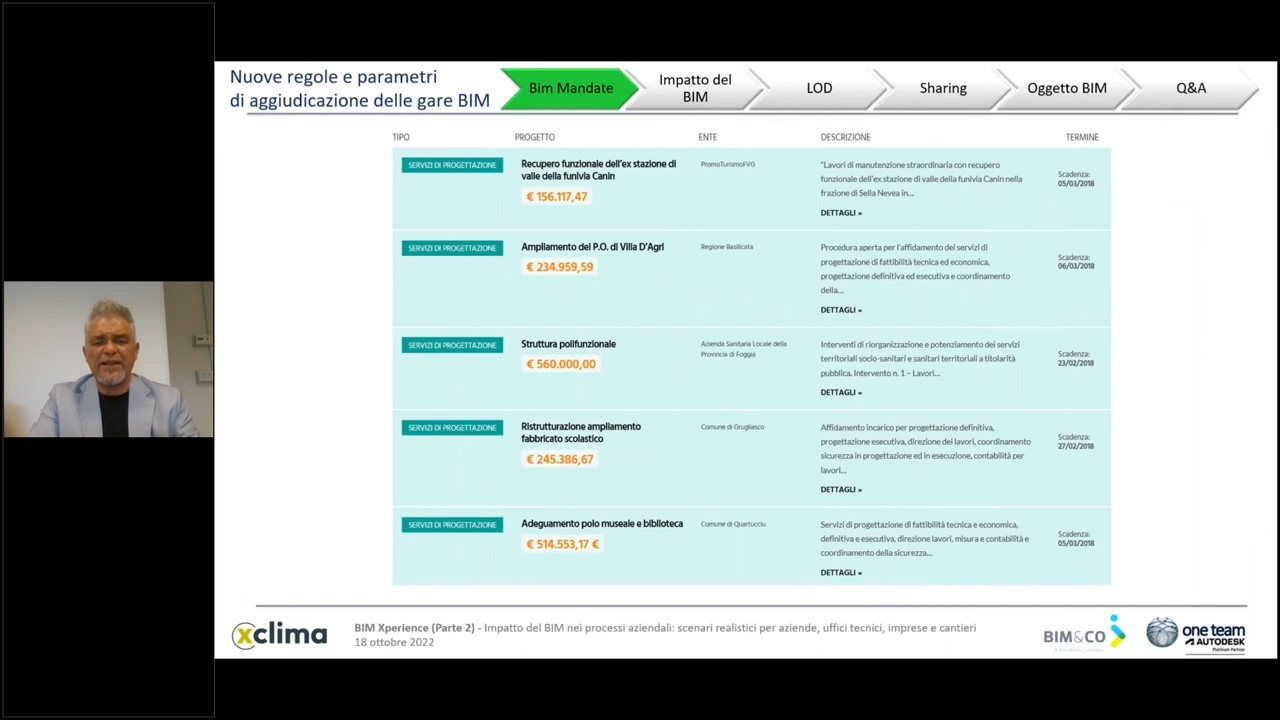 Nuove regole e parametri
di aggiudicazione delle gare BIM
Bim Mandate
Impatto del
BIM
LOD
Sharing
Oggetto BIM
Q&A
TIPO
PROGETTO
ENTE
DESCRIZIONE
TERMINE
SERVIZI DI PROGETTAZIONE
Recupero funzionale dell'ex stazione di
valle della funivia Canin
€ 156.117,47
PromoTurismoFVG
"Lavori di manutenzione straordinaria con recupero
funzionale dell'ex stazione di valle della funivia Canin nella
frazione di Sella Nevea in...
DETTAGLI »
Scadenza:
05/03/2018
SERVIZI DI PROGETTAZIONE
Ampliamento del P.O. di Villa D'Agri
€ 234.959,59
Regione Basilicata
Procedura aperta per l'affidamento dei servizi di
progettazione di fattibilità tecnica ed economica,
progettazione definitiva ed esecutiva e coordinamento
della...
DETTAGLI »
Scadenza:
06/03/2018
SERVIZI DI PROGETTAZIONE
Struttura polifunzionale
€ 560.000,00
Azienda Sanitaria Locale della
Provincia di Foggia
Interventi di riorganizzazione e potenziamento dei servizi
territoriali socio-sanitari e sanitari territoriali a titolarità
pubblica. Intervento n. 1 – Lavori...
DETTAGLI »
Scadenza:
23/02/2018
SERVIZI DI PROGETTAZIONE
Ristrutturazione ampliamento
fabbricato scolastico
€ 245.386,67
Comune di Grugliasco
Affidamento incarico per progettazione definitiva,
progettazione esecutiva, direzione dei lavori, coordinamento
sicurezza in progettazione ed in esecuzione, contabilità per
lavori...
DETTAGLI »
Scadenza:
27/02/2018
SERVIZI DI PROGETTAZIONE
Adeguamento polo museale e biblioteca
€ 514.553,17 €
Comune di Quartucciu
Servizi di progettazione di fattibilità tecnica e economica,
definitiva e esecutiva, direzione lavori, misura e contabilità e
coordinamento della sicurezza...
DETTAGLI »
Scadenza:
05/03/2018
xclima
BIM Xperience (Parte 2) - Impatto del BIM nei processi aziendali: scenari realistici per aziende, uffici tecnici, imprese e cantieri
18 ottobre 2022
BIM&CO
one team
AUTODESK
Platinum Partner